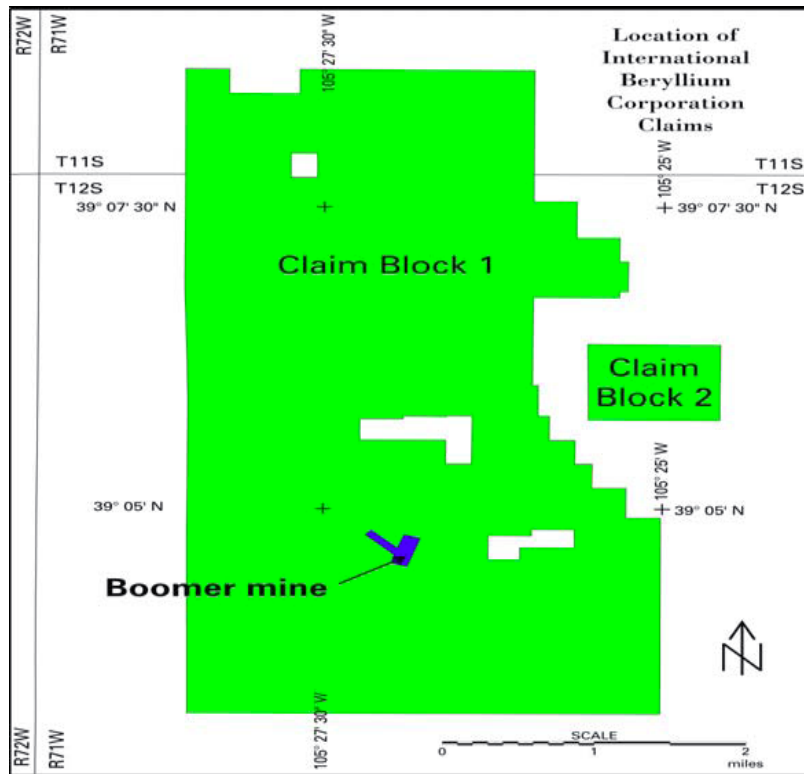 R72W
R71W
105° 27' 30" W
Location of
International
Beryllium
Corporation
Claims
T11S
T12S
105° 25' W
T11S
T12S
39° 07' 30" N
39° 07' 30" N
Claim Block 1
Claim
Block 2
105° 25' W
39° 05' N
39° 05' N
Boomer mine
N
R72W
R71W
105° 27' 30" W
SCALE
0
1
2
miles